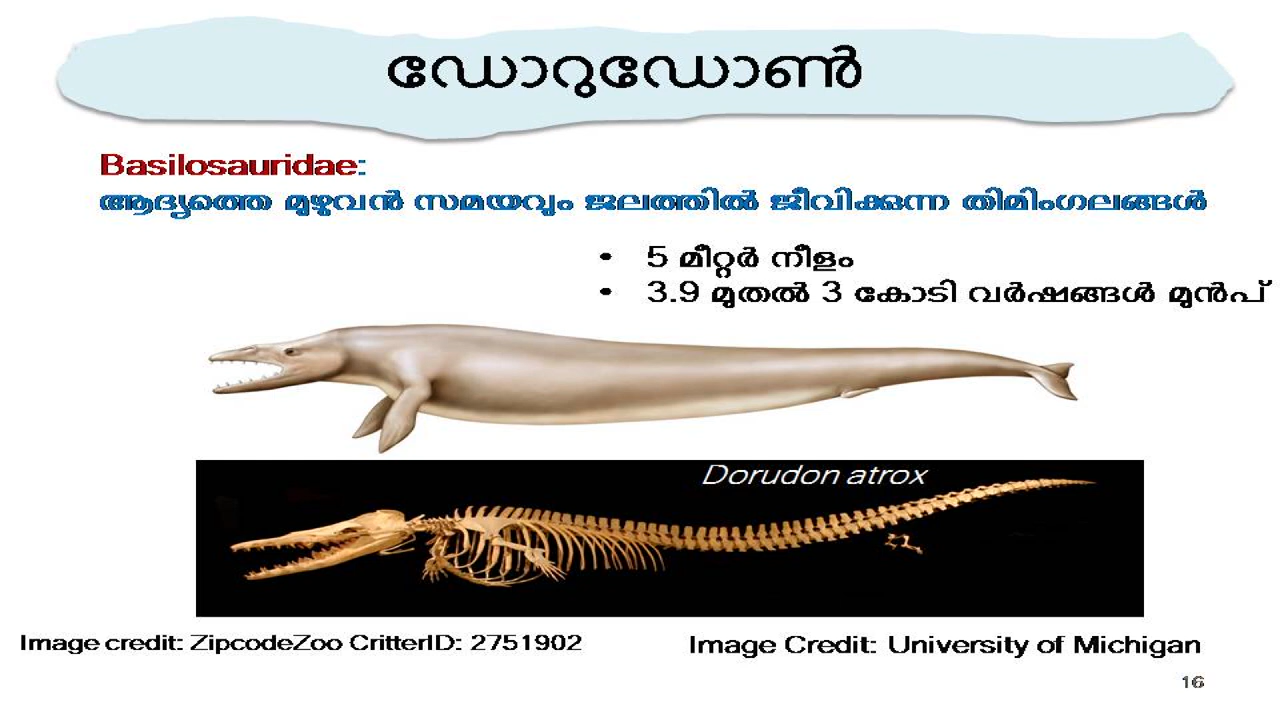 ഡോറുഡോൺ
Basilosauridae:
ആദ്യത്തെ മുഴുവൻ സമയവും ജലത്തിൽ ജീവിക്കുന്ന തിമിംഗലങ്ങൾ
• 5 മീറ്റർ നീളം
• 3.9 മുതൽ 3 കോടി വർഷങ്ങൾ മുൻപ്
Dorudon atrox
Image credit: ZipcodeZoo CritterID: 2751902
Image Credit: University of Michigan
16